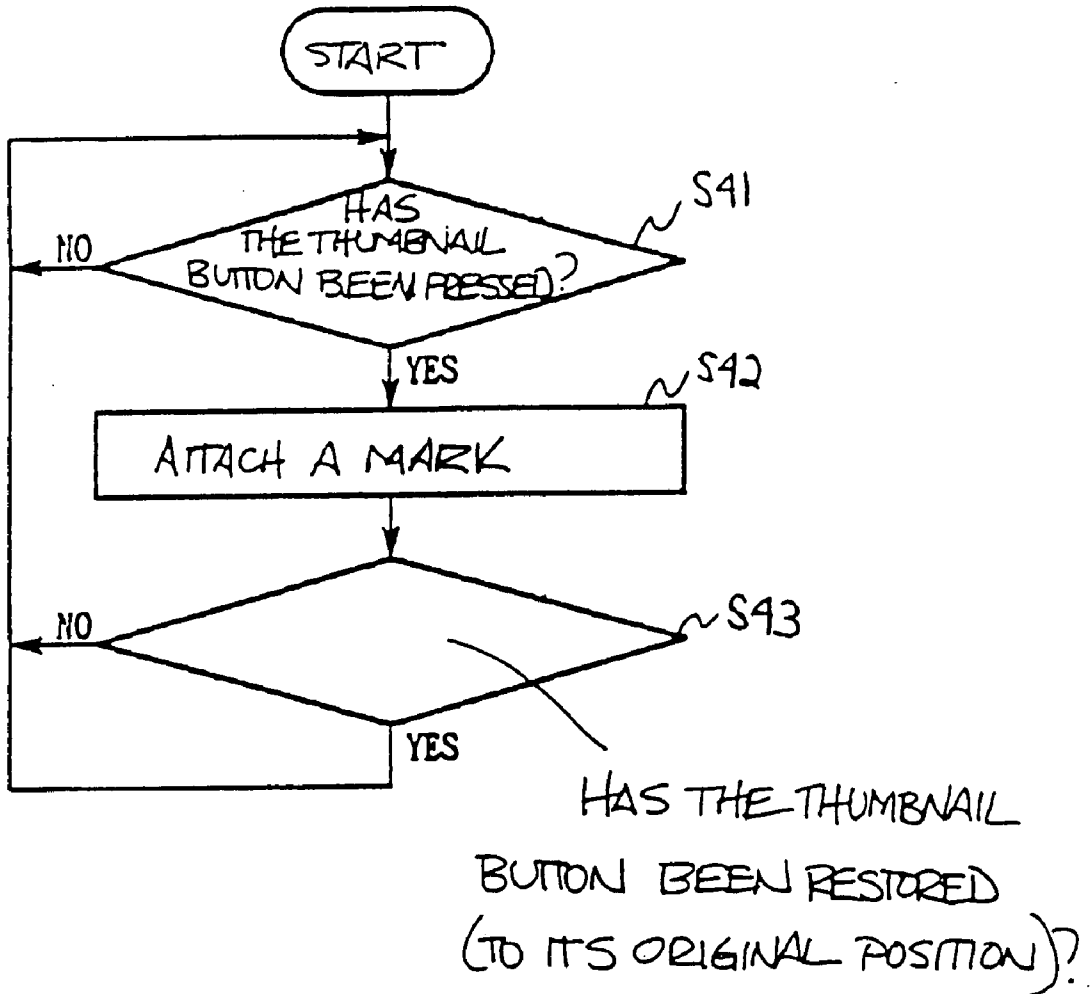 START
HAS
THE THUMBNAIL
BUTTON BEEN PRESSED?
S41
NO
YES
S42
ATTACH A MARK
S43
NO
YES
HAS THE THUMBNAIL
BUTTON BEEN RESTORED
(TO ITS ORIGINAL POSITION)?